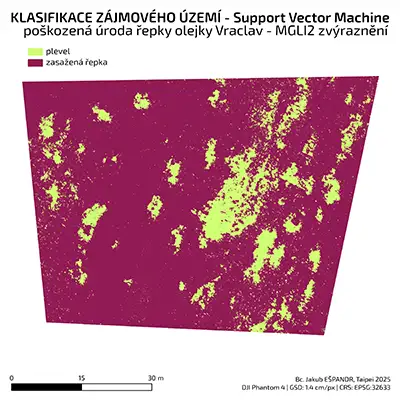 KLASIFIKACE ZÁJMOVÉHO ÚZEMÍ - Support Vector Machine
poškozená úroda řepky olejky Vraclav - MGLI2 zvýraznění
plevel
zasažená řepka
0 15 30 m
Bc. Jakub EŠPANDR, Taipei 2025
DJI Phantom 4 | GSD: 1.4 cm/px | CRS: EPSG:32633